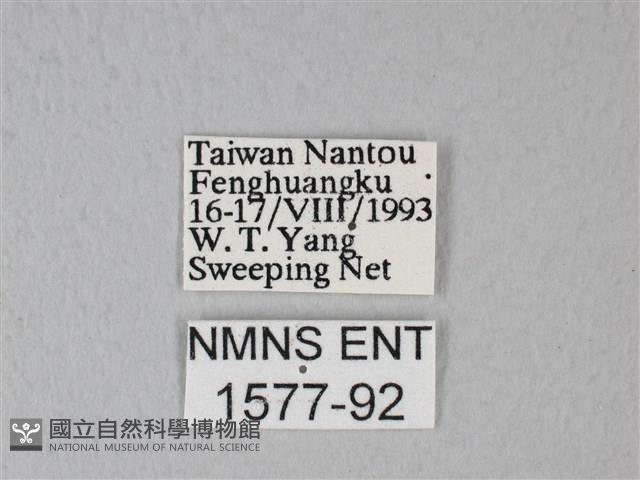 Taiwan Nantou
Fenghuangku
16-17/VIII/1993
W. T. Yang
Sweeping Net
NMNS ENT
1577-92
國立自然科學博物館
NATIONAL MUSEUM OF NATURAL SCIENCE